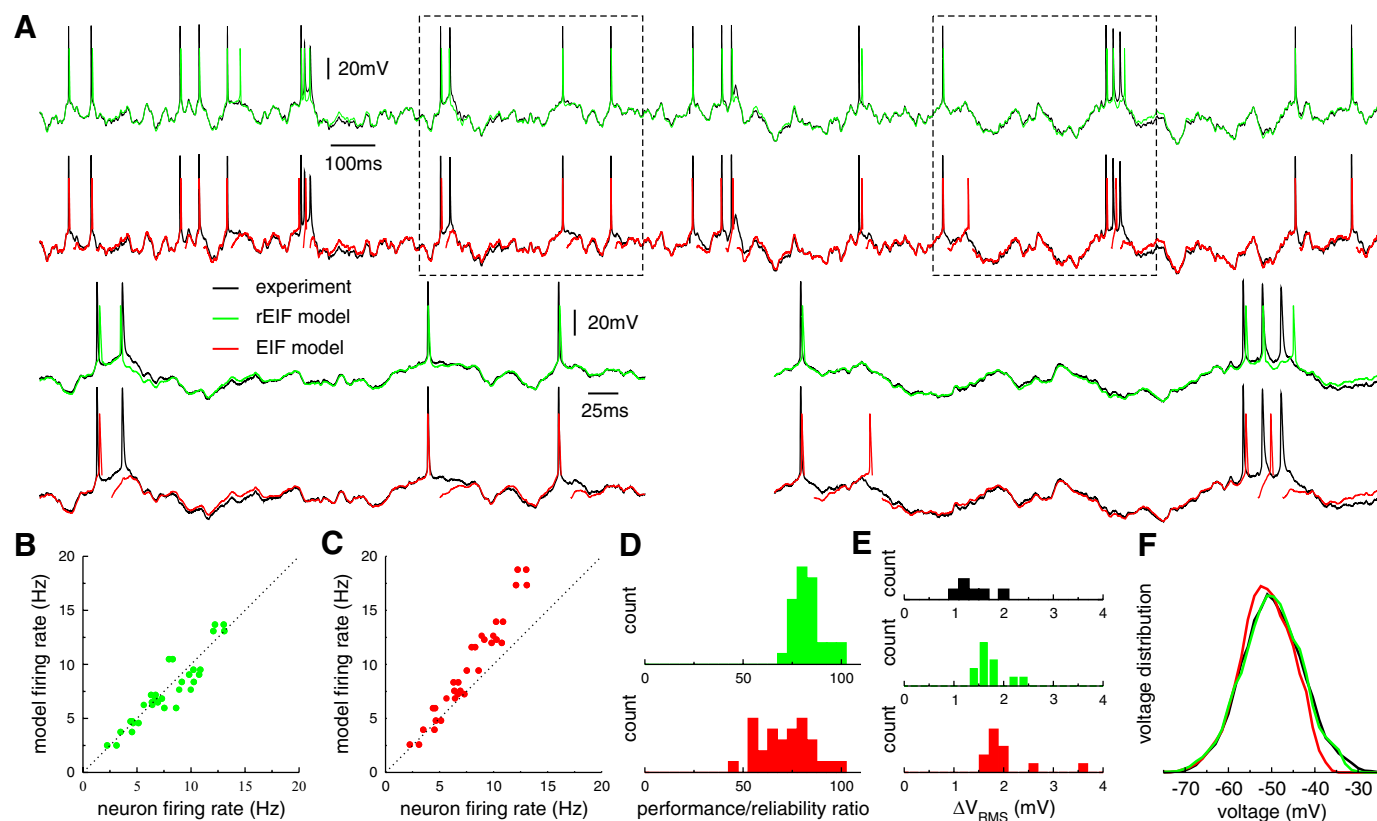 A
20mV
100ms
experiment
rEIF model
EIF model
20mV
25ms
B
model firing rate (Hz)
20
15
10
5
0
0 5 10 15 20
neuron firing rate (Hz)
C
model firing rate (Hz)
20
15
10
5
0
0 5 10 15 20
neuron firing rate (Hz)
D
count
0 50 100
count
0 50 100
performance/reliability ratio
E
count
0 1 2 3 4
count
0 1 2 3 4
count
0 1 2 3 4
ΔV_RMS (mV)
F
voltage distribution
-70 -60 -50 -40 -30
voltage (mV)